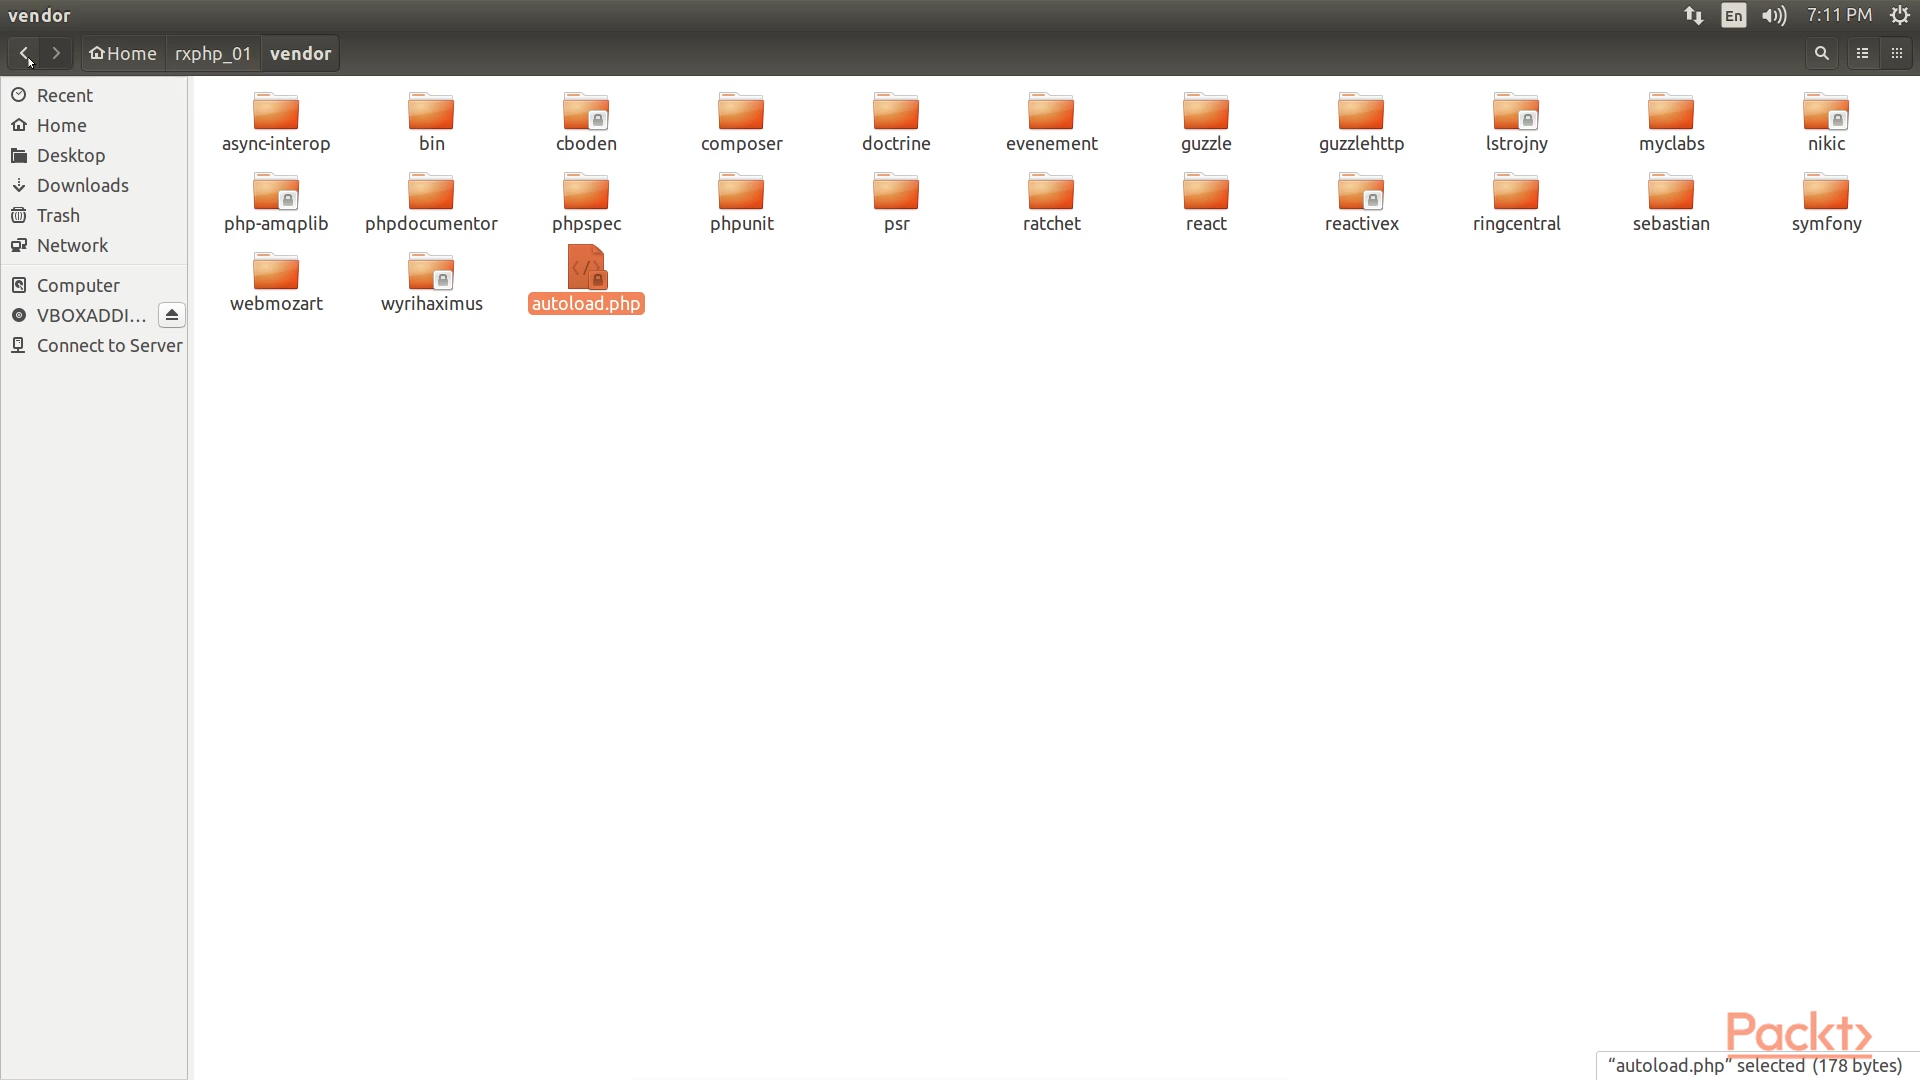 vendor
En
7:11 PM
Home
rxphp_01
vendor
Recent
Home
Desktop
Downloads
Trash
Network
Computer
VBOXADDI...
Connect to Server
async-interop
bin
cboden
composer
doctrine
evenement
guzzle
guzzlehttp
lstrojny
myclabs
nikic
php-amqplib
phpdocumentor
phpspec
phpunit
psr
ratchet
react
reactivex
ringcentral
sebastian
symfony
webmozart
wyrihaximus
autoload.php
Packt>
“autoload.php” selected (178 bytes)